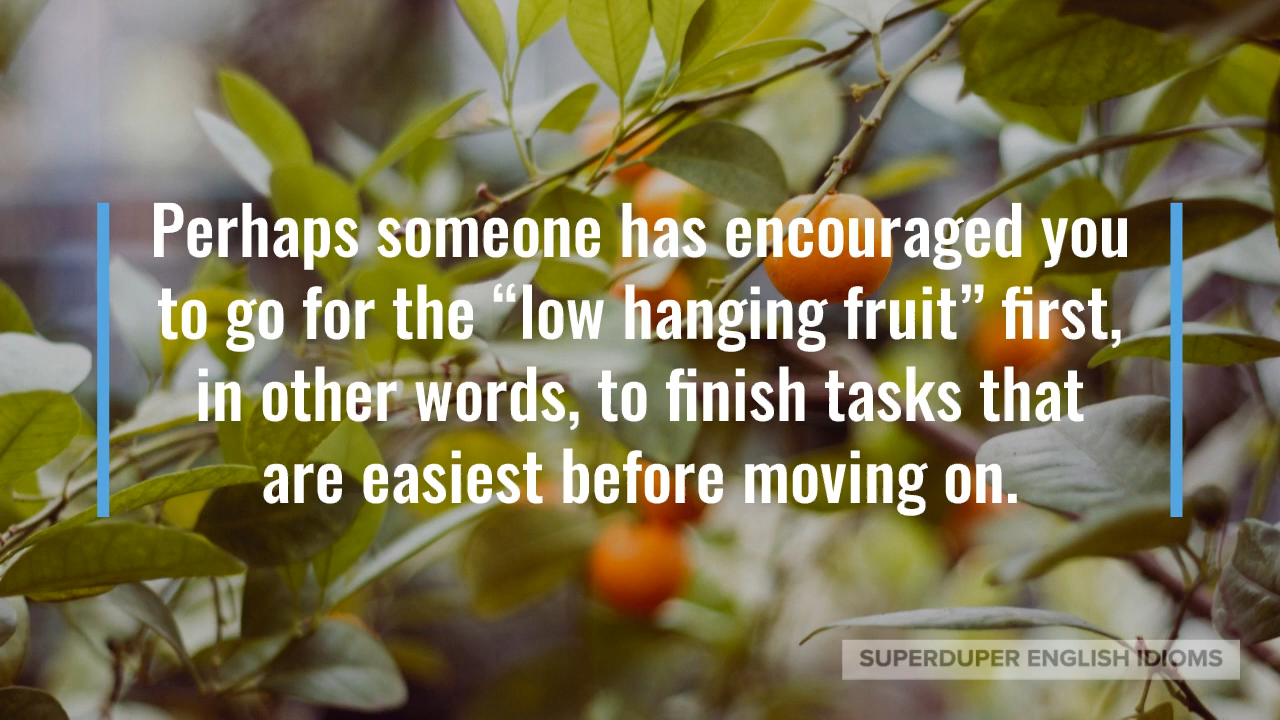 Perhaps someone has encouraged you
to go for the “low hanging fruit” first,
in other words, to finish tasks that
are easiest before moving on.
SUPERDUPER ENGLISH IDIOMS